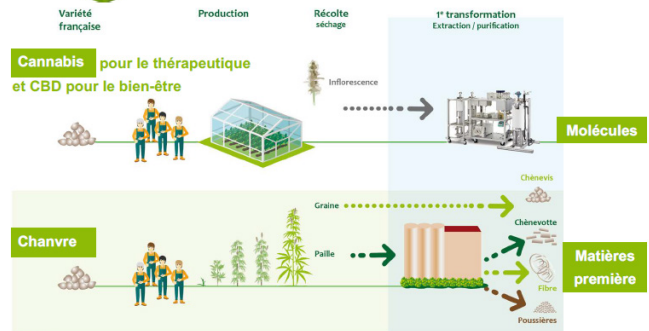 Variété
française
Production
Récolte
séchage
1e transformation
Extraction / purification
Cannabis pour le thérapeutique
et CBD pour le bien-être
Inflorescence
Molécules
Chènevis
Graine
Chènevotte
Chanvre
Paille
Matières
première
Fibre
Poussières